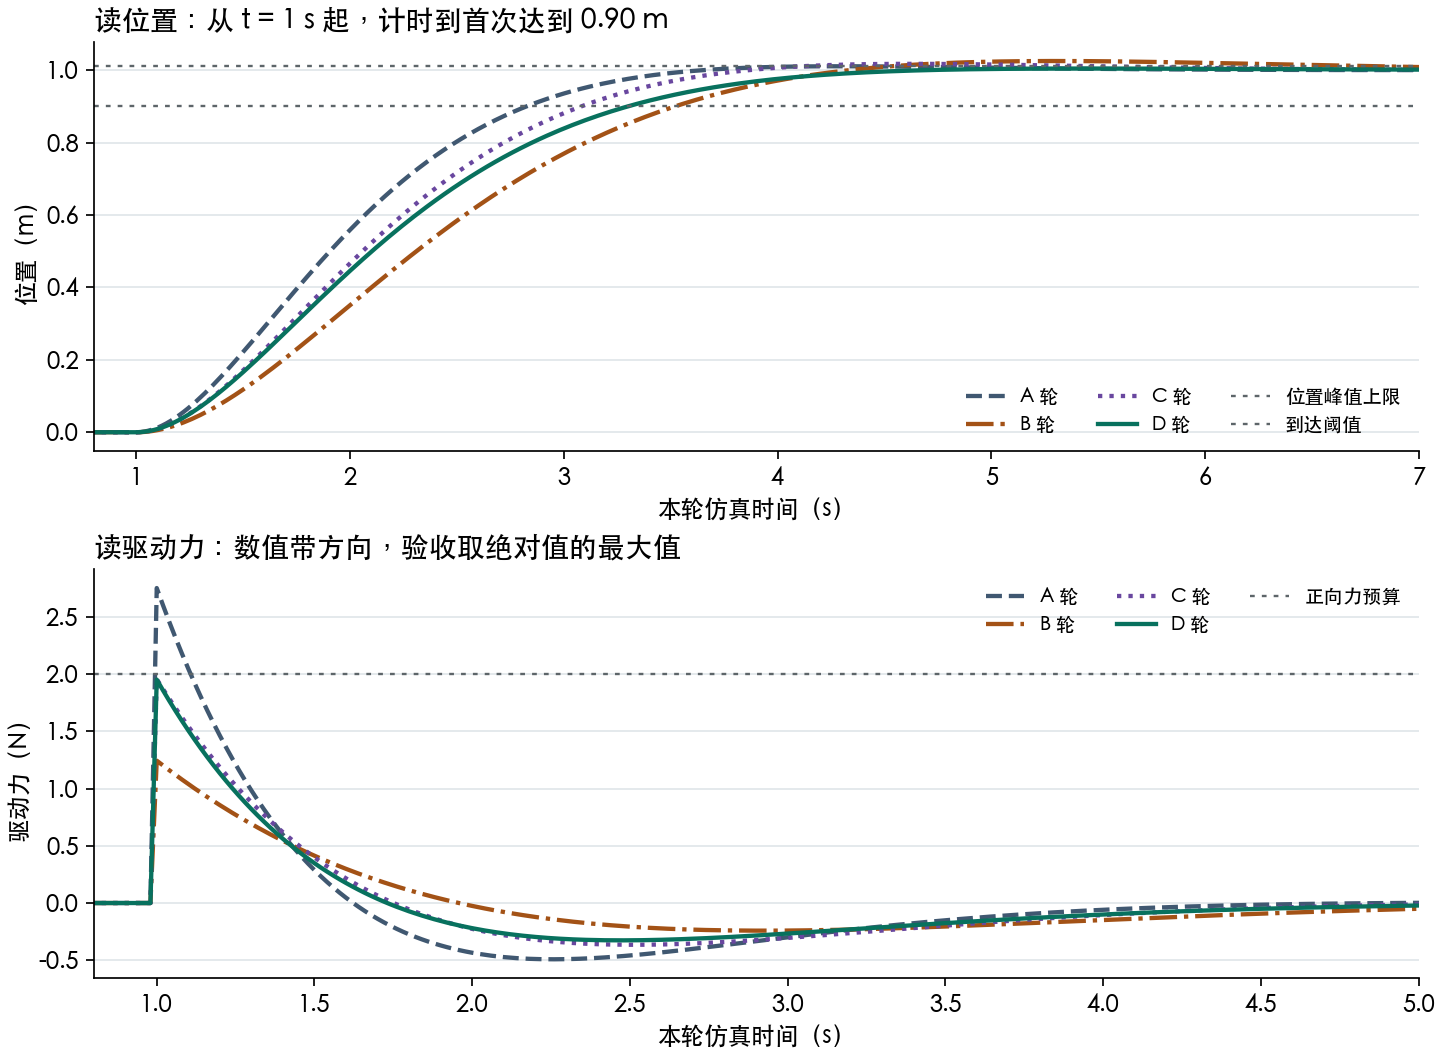 读位置：从 t = 1 s 起，计时到首次达到 0.90 m
位置 (m)
1.0
0.8
0.6
0.4
0.2
0.0
A 轮
C 轮
位置峰值上限
B 轮
D 轮
到达阈值
1 2 3 4 5 6 7
本轮仿真时间 (s)
读驱动力：数值带方向，验收取绝对值的最大值
驱动力 (N)
2.5
2.0
1.5
1.0
0.5
0.0
-0.5
A 轮
C 轮
正向力预算
B 轮
D 轮
1.0 1.5 2.0 2.5 3.0 3.5 4.0 4.5 5.0
本轮仿真时间 (s)